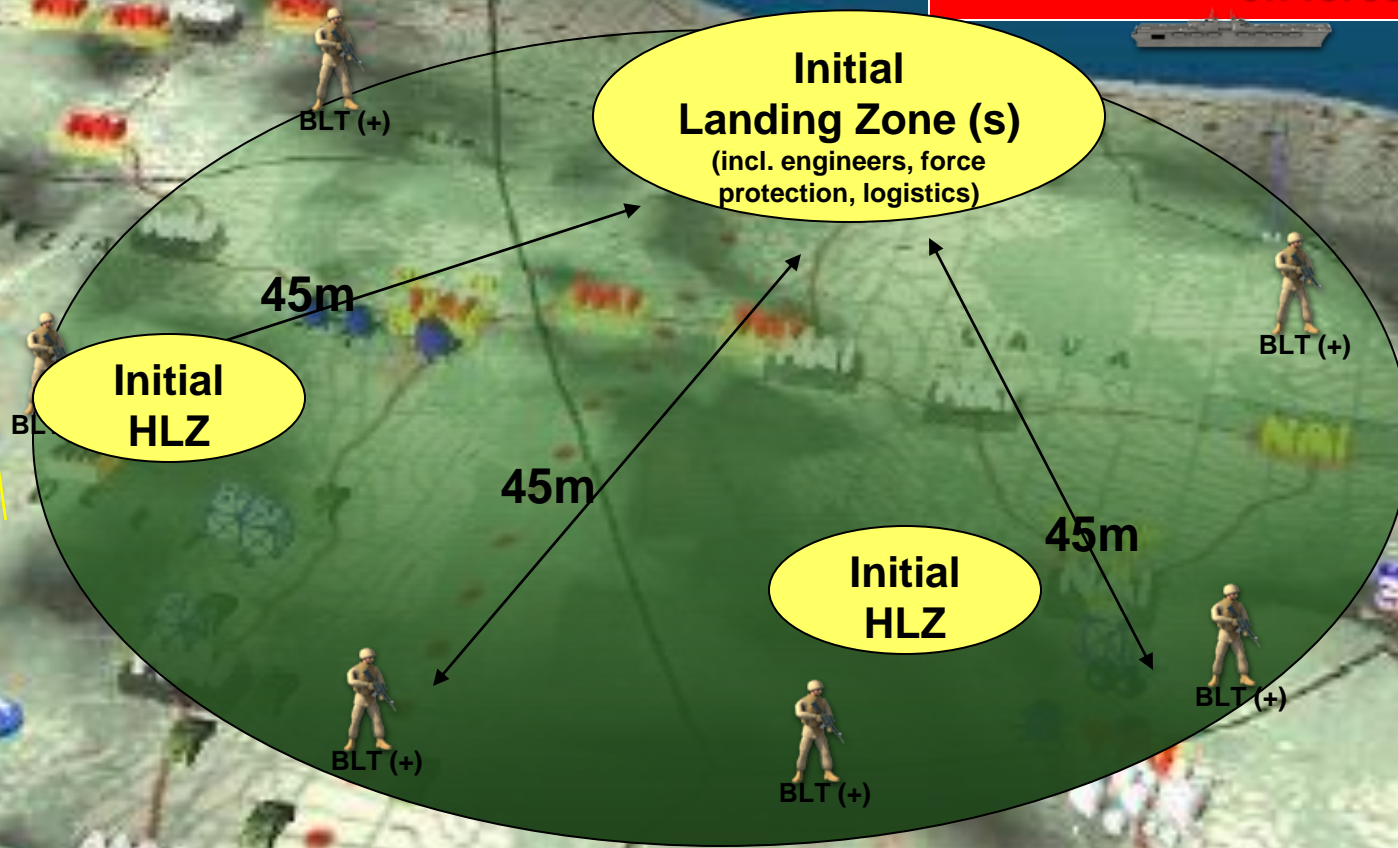 BLT (+)
Initial
Landing Zone (s)
(incl. engineers, force
protection, logistics)
BLT (+)
45m
Initial
HLZ
45m
45m
Initial
HLZ
BLT (+)
BLT (+)
BLT (+)
NAI